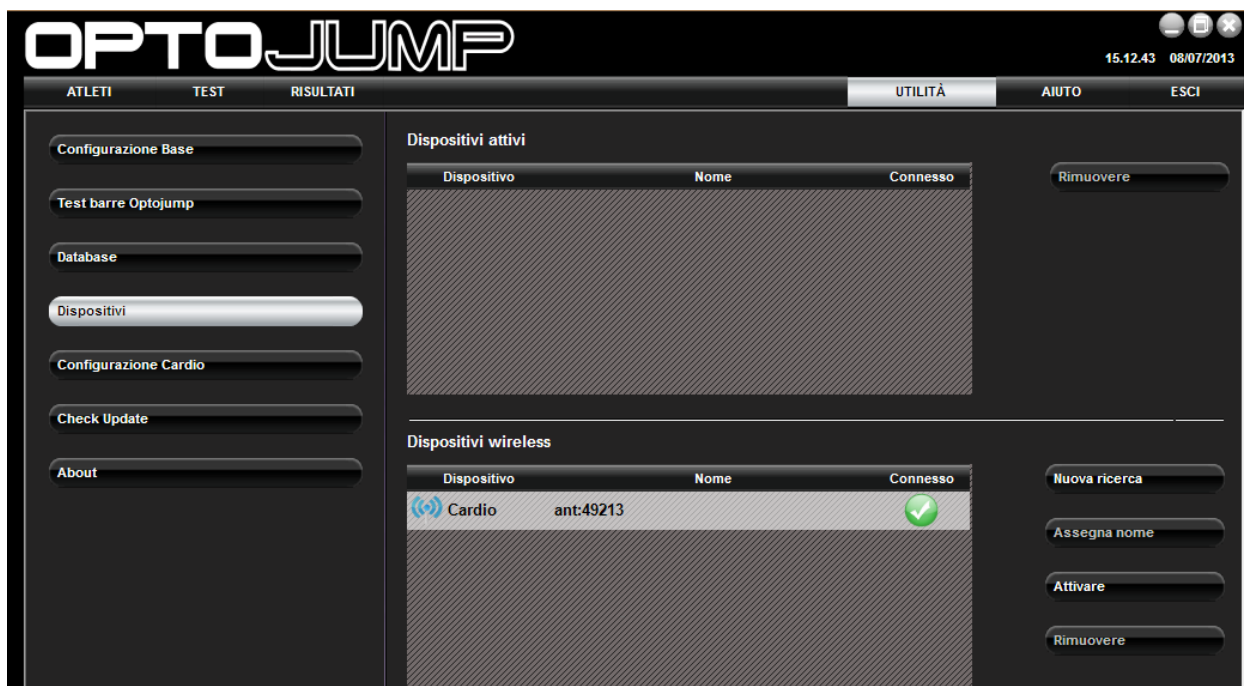 OPTOJUMP
15.12.43 08/07/2013
ATLETI TEST RISULTATI UTILITÀ AIUTO ESCI
Configurazione Base
Test barre Optojump
Database
Dispositivi
Configurazione Cardio
Check Update
About
Dispositivi attivi
Dispositivo Nome Connesso
Rimuovere
Dispositivi wireless
Dispositivo Nome Connesso
Cardio ant:49213
Nuova ricerca
Assegna nome
Attivare
Rimuovere